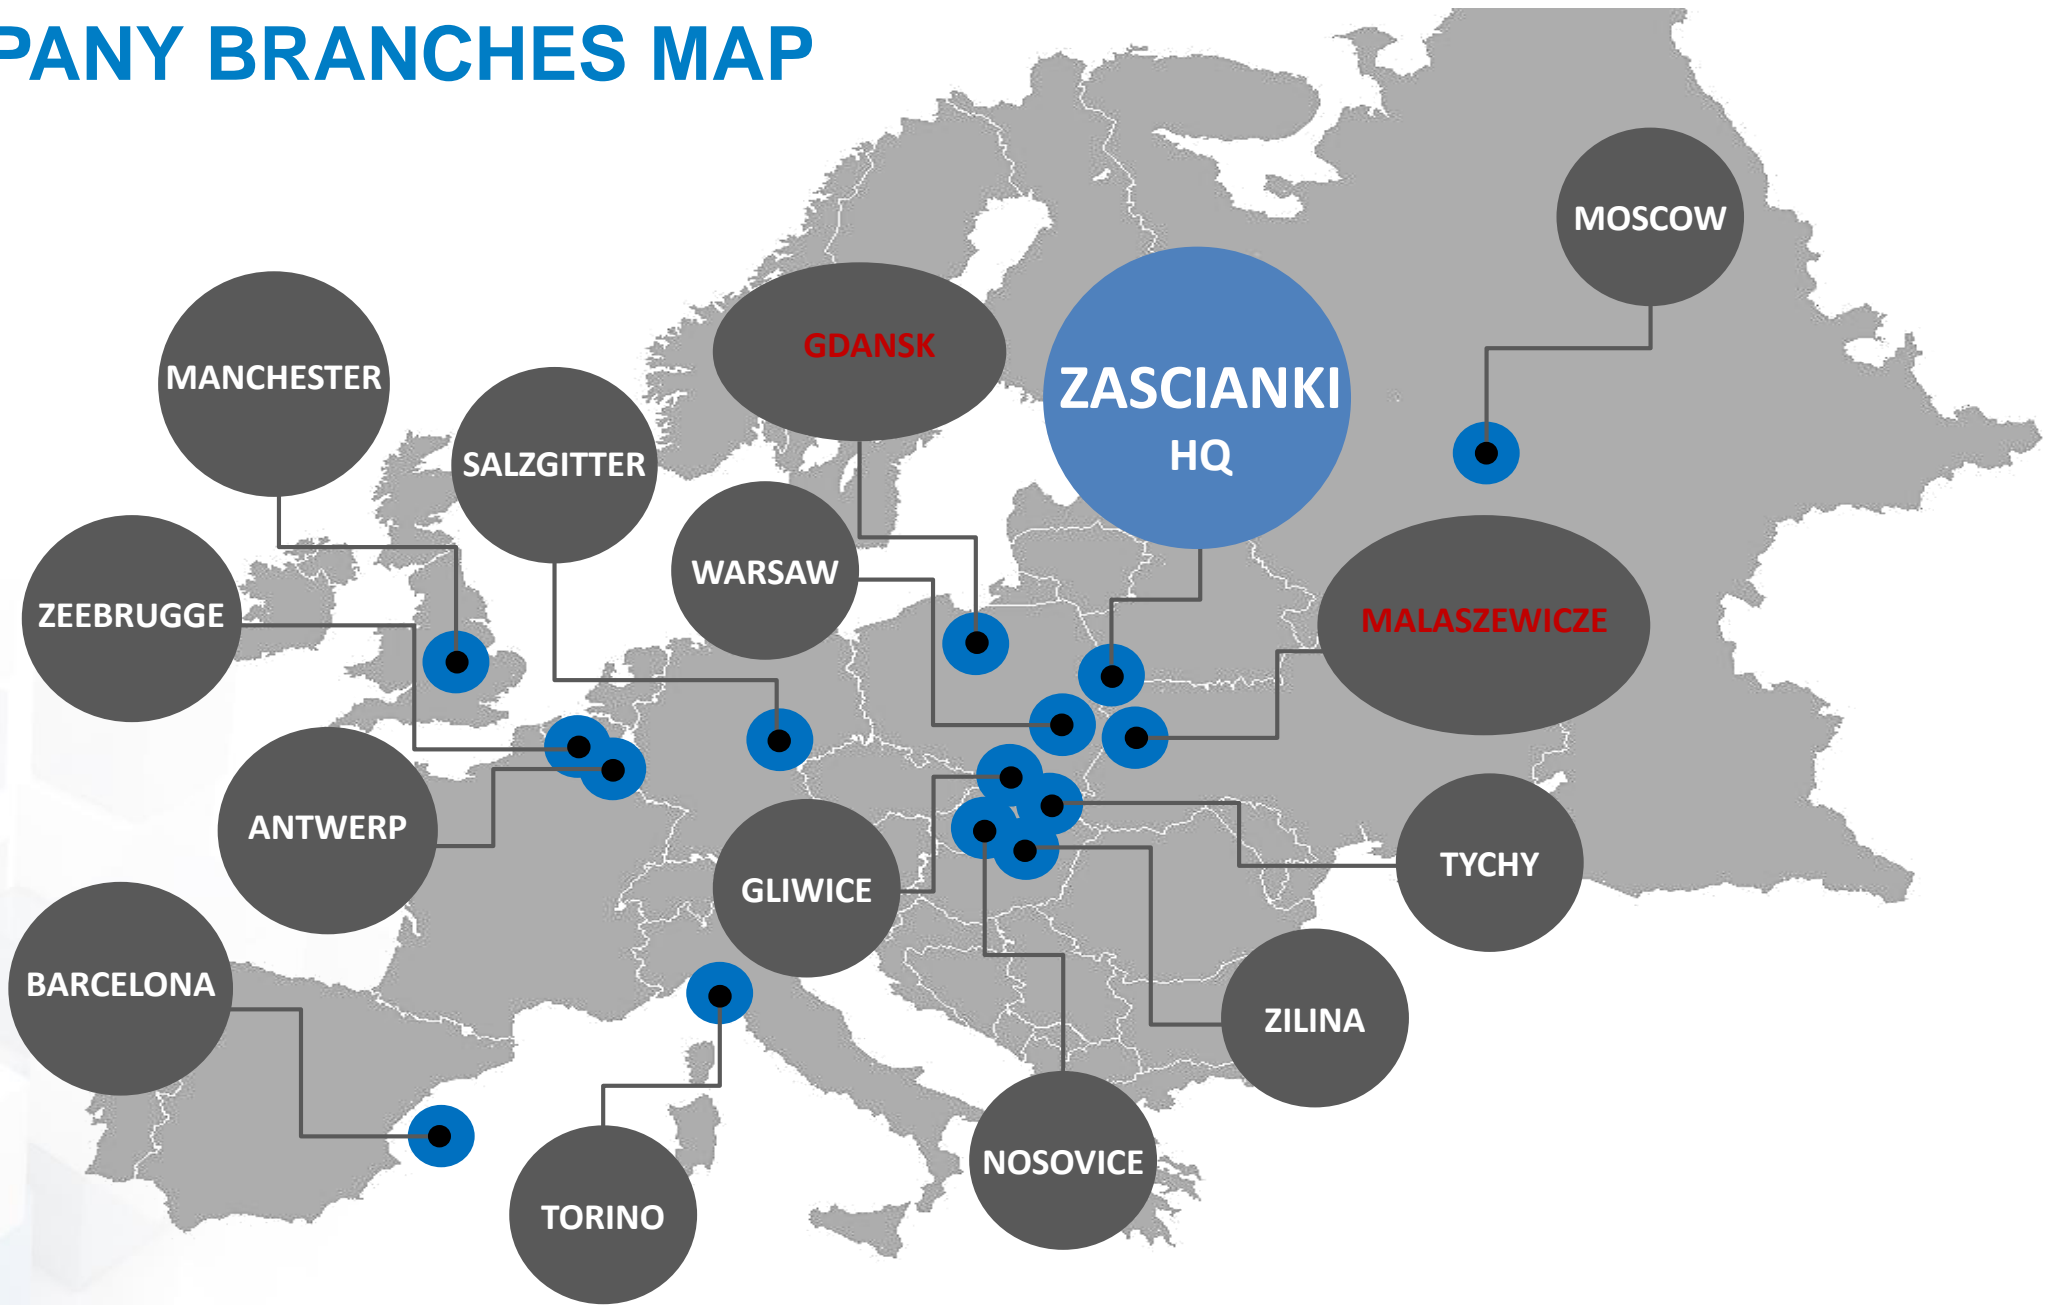 PANY BRANCHES MAP
MOSCOW
GDANSK
MANCHESTER
ZASCIANKI
HQ
SALZGITTER
WARSAW
ZEEBRUGGE
MALASZEWICZE
ANTWERP
TYCHY
GLIWICE
BARCELONA
ZILINA
NOSOVICE
TORINO